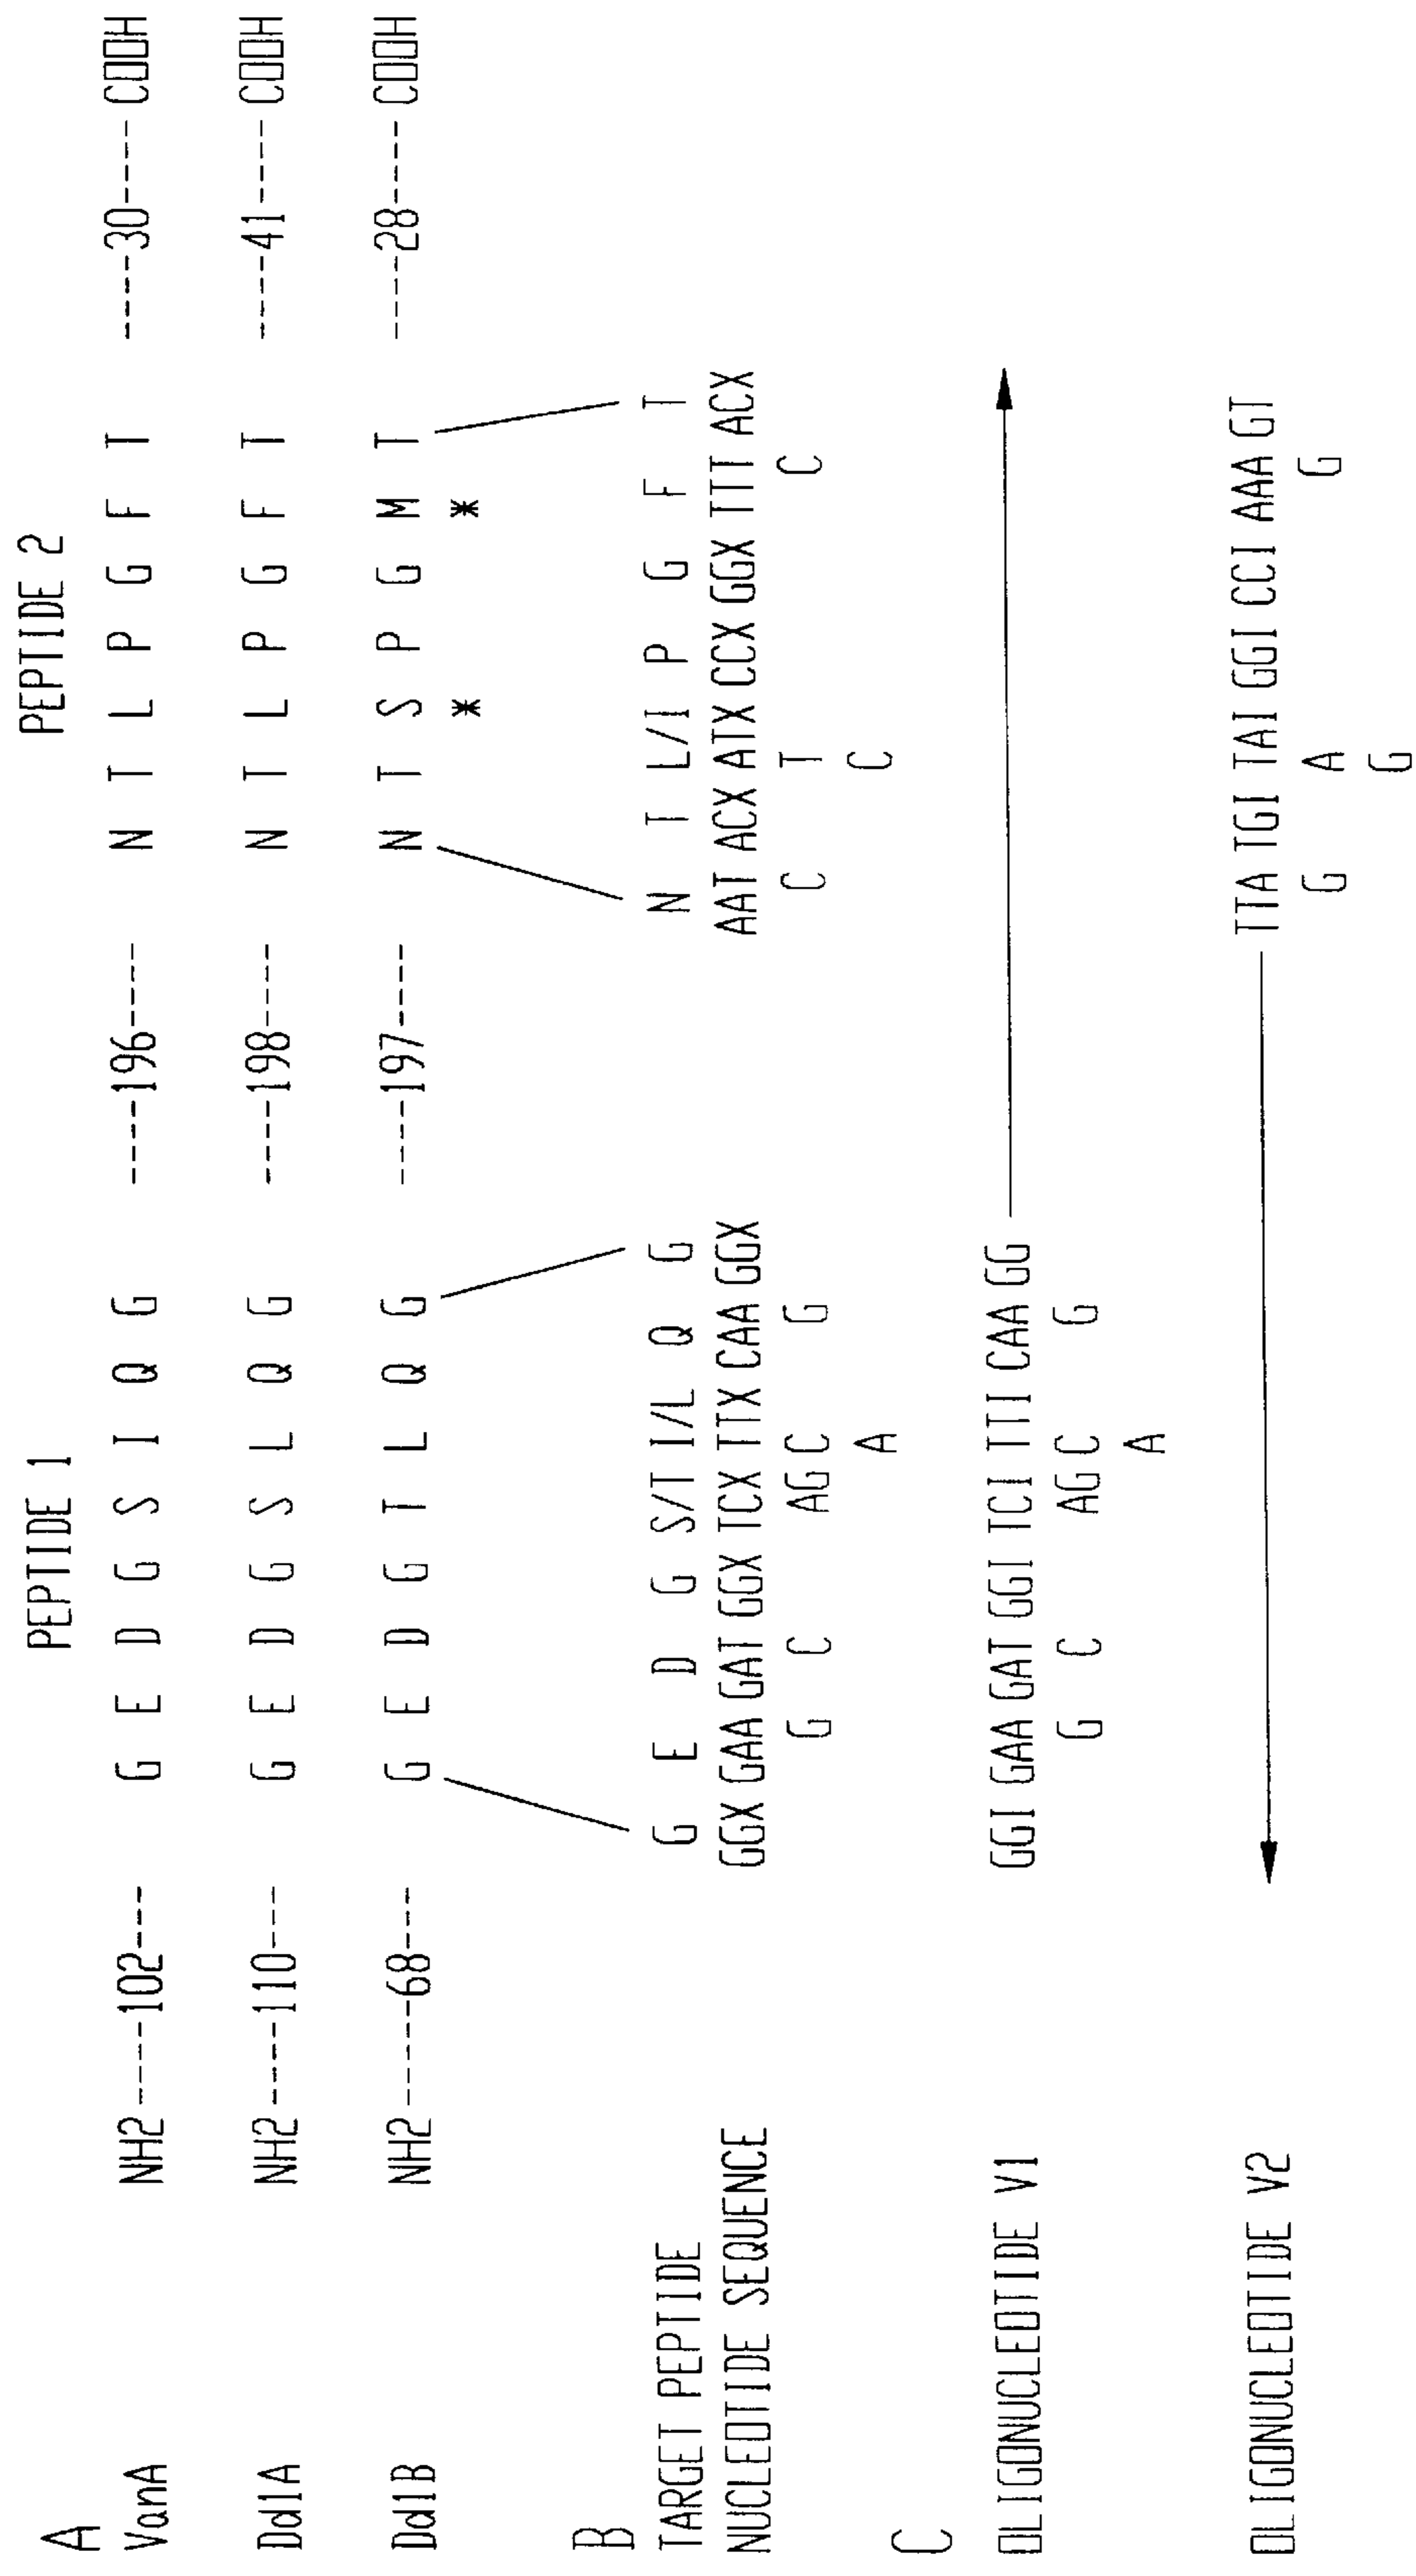 PEPTIDE 1 PEPTIDE 2
A
VanA NH2-----102---- G E D G S I Q G -----196----- N T L P G F T -----30----- COOH
Ddl A NH2-----110---- G E D G S L Q G -----198----- N T L P G F T -----41----- COOH
Ddl B NH2------68---- G E D G T L Q G -----197----- N T S P G M T -----28----- COOH
* *
B
TARGET PEPTIDE G E D G S/T I/L Q G N T L/I P G F T
NUCLEOTIDE SEQUENCE GGX GAA GAT GGX TCX TTX CAA GGX AAT ACX ATX CCX GGX TTT ACX
G C AG C G C T C
A C
C
OLIGONUCLEOTIDE V1 GGI GAA GAT GGI TCI TTI CAA GG
G C AG C G
A
OLIGONUCLEOTIDE V2 TTA TGI TAI GGI CCI AAA GT
G A G
G